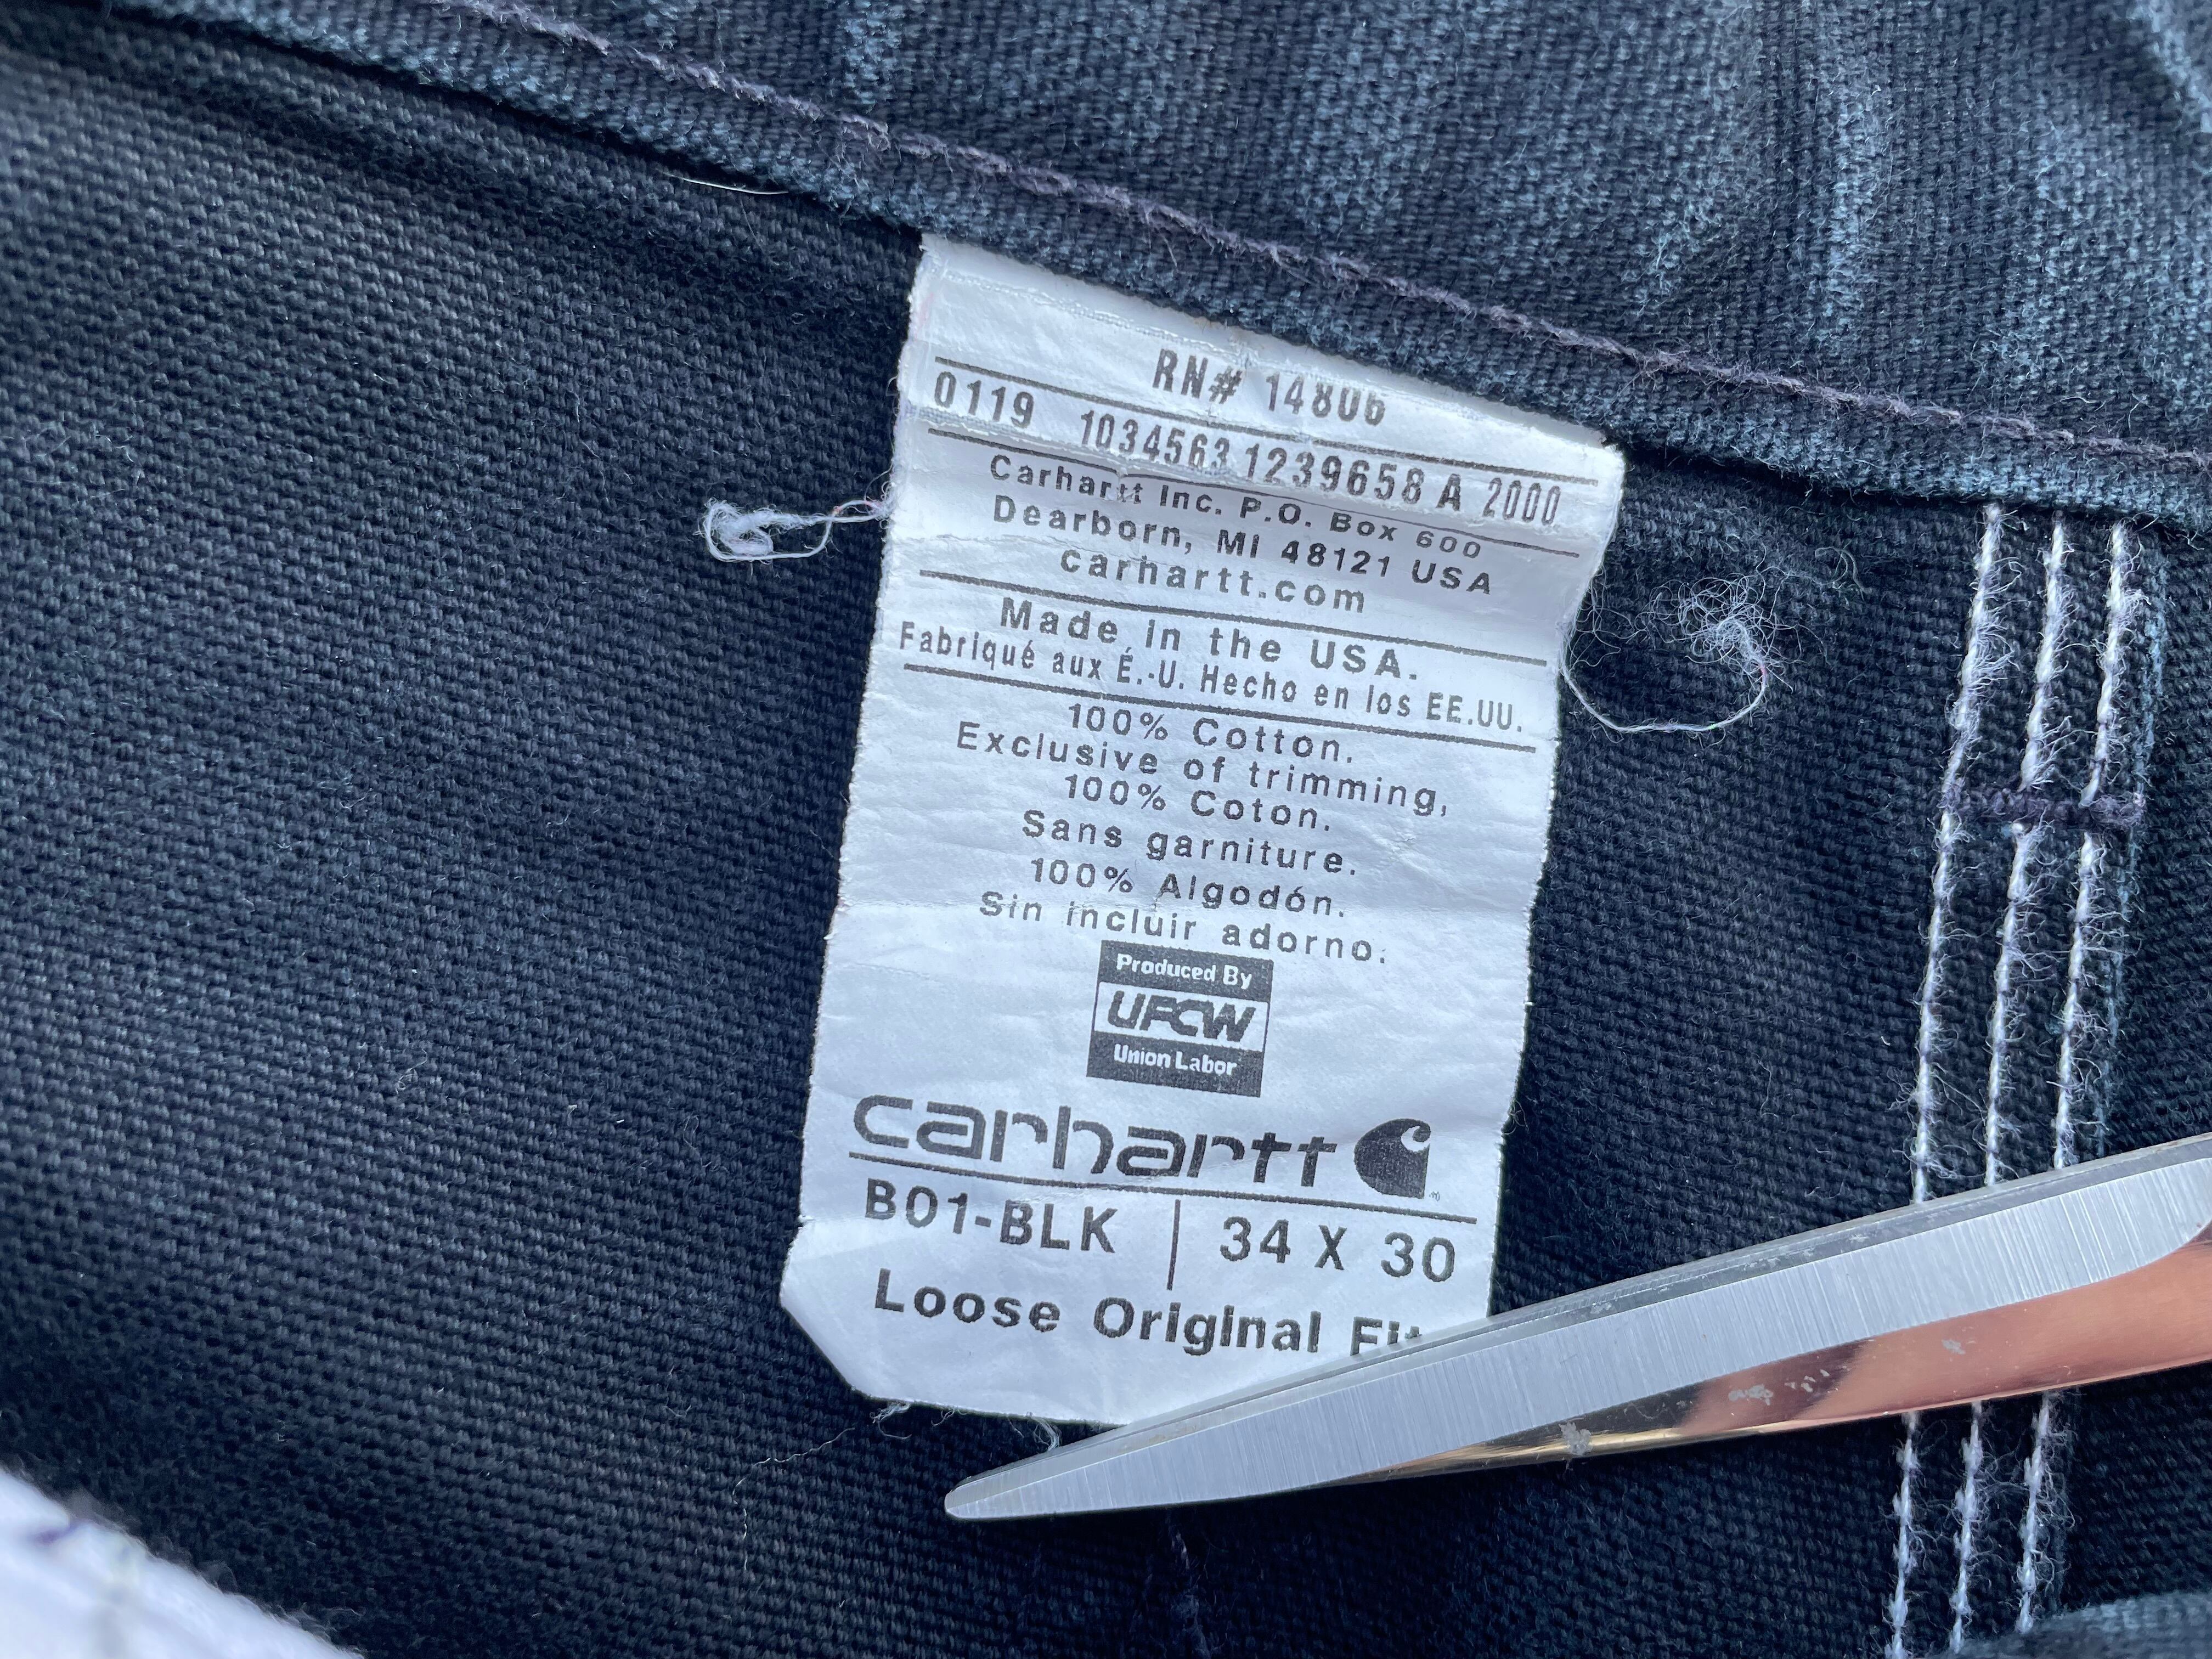 RN# 14806
0119 1034563 1239658 A 2000
Carhartt Inc. P.O. Box 600
Dearborn, MI 48121 USA
carhartt.com
Made in the USA.
Fabriqué aux É.-U. Hecho en los EE.UU.
100% Cotton.
Exclusive of trimming,
100% Coton.
Sans garniture.
100% Algodón.
Sin incluir adorno.
Produced By
UFCW
Union Labor
carhartt
B01-BLK | 34 X 30
Loose Original Fit